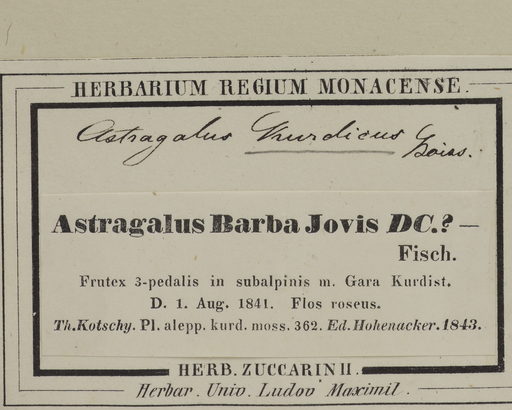 HERBARIUM REGIUM MONACENSE.
Astragalus Kurdicus Boiss.
Astragalus Barba Jovis DC.? —
Fisch.
Frutex 3-pedalis in subalpinis m. Gara Kurdist.
D. 1. Aug. 1841. Flos roseus.
Th. Kotschy. Pl. alepp. kurd. moss. 362. Ed. Hohenacker. 1843.
HERB. ZUCCARINII.
Herbar. Univ. Ludov Maximil.